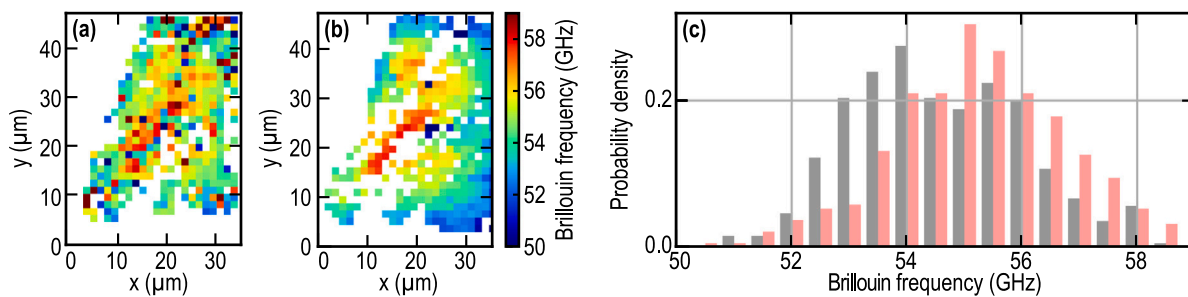 (a)
y (µm)
40
30
20
10
0
0 10 20 30
x (µm)
(b)
y (µm)
40
30
20
10
0
0 10 20 30
x (µm)
58
56
54
52
50
Brillouin frequency (GHz)
(c)
Probability density
0.2
0.0
50 52 54 56 58
Brillouin frequency (GHz)